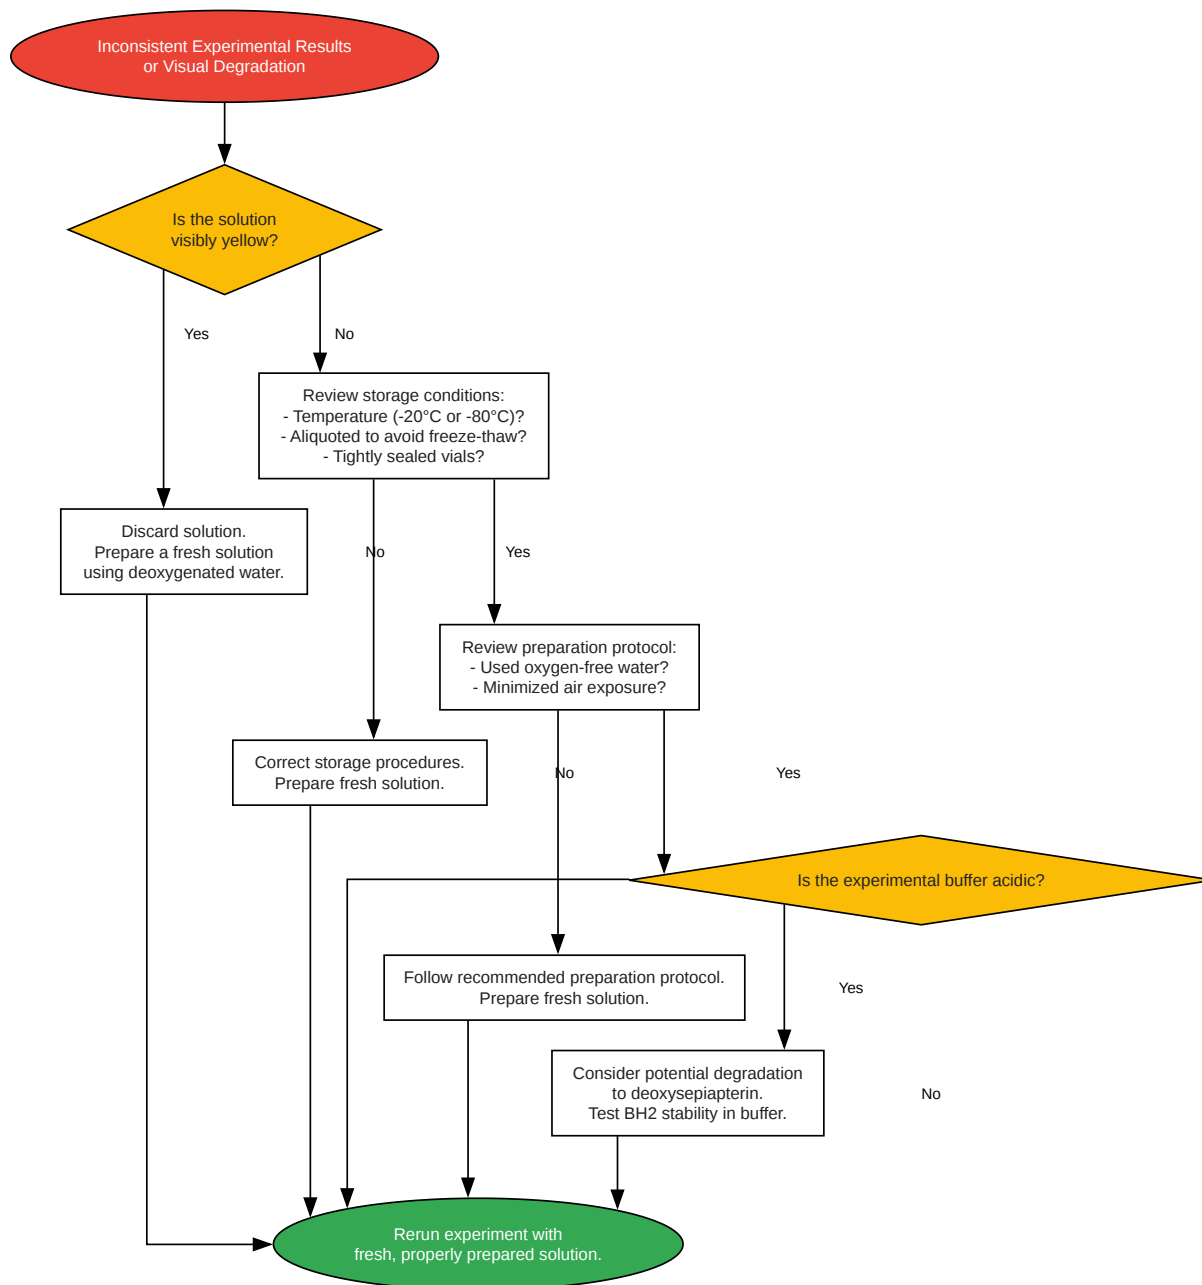 Inconsistent Experimental Results
or Visual Degradation
Is the solution
visibly yellow?
Yes
No
Review storage conditions:
- Temperature (-20°C or -80°C)?
- Aliquoted to avoid freeze-thaw?
- Tightly sealed vials?
Discard solution.
Prepare a fresh solution
using deoxygenated water.
No
Yes
Review preparation protocol:
- Used oxygen-free water?
- Minimized air exposure?
Correct storage procedures.
Prepare fresh solution.
No
Yes
Is the experimental buffer acidic?
Follow recommended preparation protocol.
Prepare fresh solution.
Yes
Consider potential degradation
to deoxysepiapterin.
Test BH2 stability in buffer.
No
Rerun experiment with
fresh, properly prepared solution.